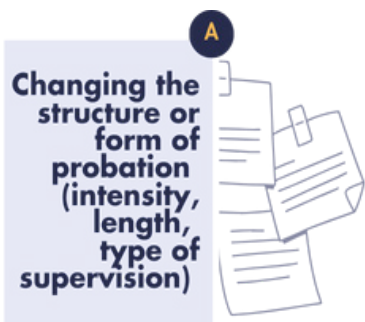 A
Changing the
structure or
form of
probation
(intensity,
length,
type of
supervision)